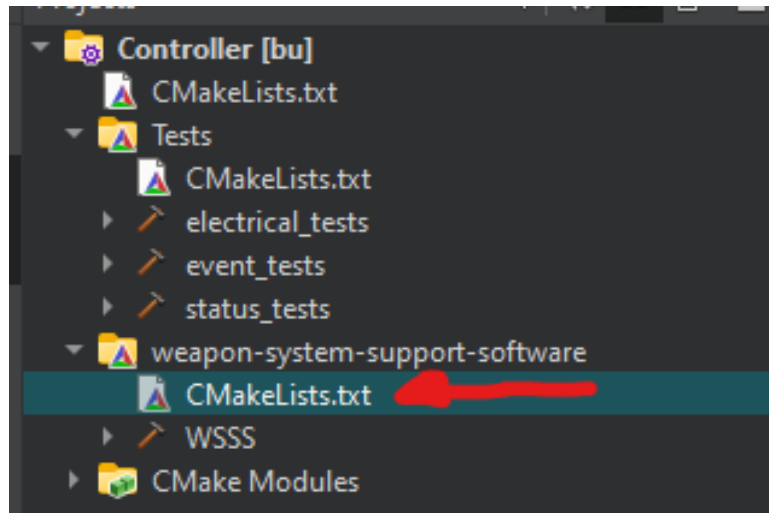 Controller [bu]
CMakeLists.txt
Tests
CMakeLists.txt
electrical_tests
event_tests
status_tests
weapon-system-support-software
CMakeLists.txt
WSSS
CMake Modules